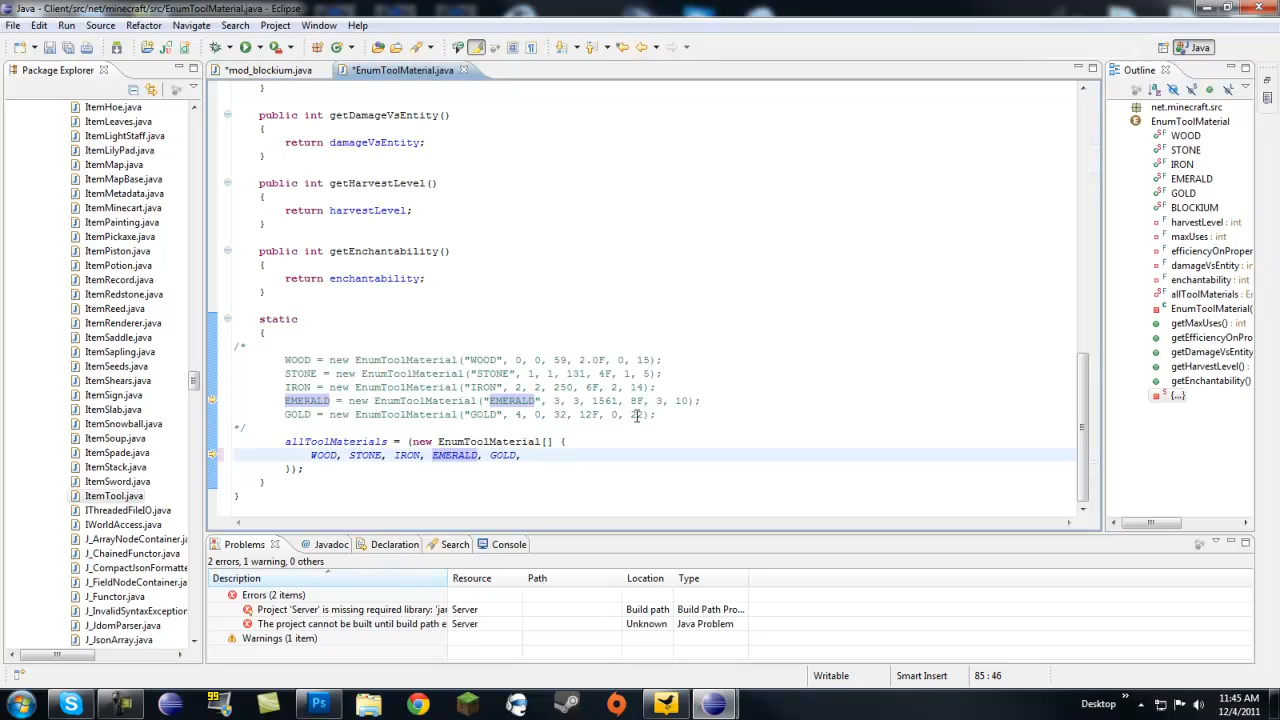 Java - Client/src/net/minecraft/src/EnumToolMaterial.java - Eclipse
File Edit Run Source Refactor Navigate Search Project Window Help
Java
Package Explorer
*mod_blockium.java
*EnumToolMaterial.java
Outline
ItemHoe.java
ItemLeaves.java
ItemLightStaff.java
ItemLilyPad.java
ItemMap.java
ItemMapBase.java
ItemMetadata.java
ItemMinecart.java
ItemPainting.java
ItemPickaxe.java
ItemPiston.java
ItemPotion.java
ItemRecord.java
ItemRedstone.java
ItemReed.java
ItemRenderer.java
ItemSaddle.java
ItemSapling.java
ItemSeeds.java
ItemShears.java
ItemSign.java
ItemSlab.java
ItemSnow.java
ItemSoup.java
ItemSpade.java
ItemStack.java
ItemSword.java
ItemTool.java
IThreadedFileIO.java
IWorldAccess.java
J_ArrayNodeContainer.
J_ChainedFunctor.java
J_CompactJsonFormatte
J_FieldNodeContainer.ja
J_Functor.java
J_InvalidSyntaxException
J_JdomParser.java
J_JsonArray.java
}
public int getDamageVsEntity()
{
return damageVsEntity;
}
public int getHarvestLevel()
{
return harvestLevel;
}
public int getEnchantability()
{
return enchantability;
}
static
{
/*
WOOD = new EnumToolMaterial("WOOD", 0, 0, 59, 2.0F, 0, 15);
STONE = new EnumToolMaterial("STONE", 1, 1, 131, 4F, 1, 5);
IRON = new EnumToolMaterial("IRON", 2, 2, 250, 6F, 2, 14);
EMERALD = new EnumToolMaterial("EMERALD", 3, 3, 1561, 8F, 3, 10);
GOLD = new EnumToolMaterial("GOLD", 4, 0, 32, 12F, 0, 22);
*/
allToolMaterials = (new EnumToolMaterial[] {
WOOD, STONE, IRON, EMERALD, GOLD,
});
}
}
net.minecraft.src
EnumToolMaterial
WOOD
STONE
IRON
EMERALD
GOLD
BLOCKIUM
harvestLevel : int
maxUses : int
efficiencyOnProper
damageVsEntity : i
enchantability : int
allToolMaterials : E
EnumToolMaterial(
getMaxUses() : int
getEfficiencyOnPro
getDamageVsEntity
getHarvestLevel() :
getEnchantability()
{...}
Problems Javadoc Declaration Search Console
2 errors, 1 warning, 0 others
Description Resource Path Location Type
Errors (2 items)
Project 'Server' is missing required library: 'jar Server Build path Build Path Pro...
The project cannot be built until build path e Server Unknown Java Problem
Warnings (1 item)
Writable Smart Insert 85 : 46
99
Ps
Desktop
11:45 AM
12/4/2011